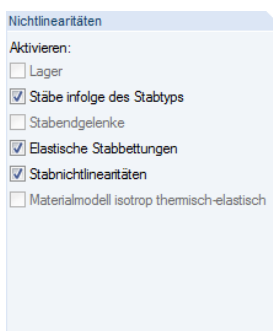 Nichtlinearitäten
Aktivieren:
Lager
Stäbe infolge des Stabtyps
Stabendgelenke
Elastische Stabbettungen
Stabnichtlinearitäten
Materialmodell isotrop thermisch-elastisch